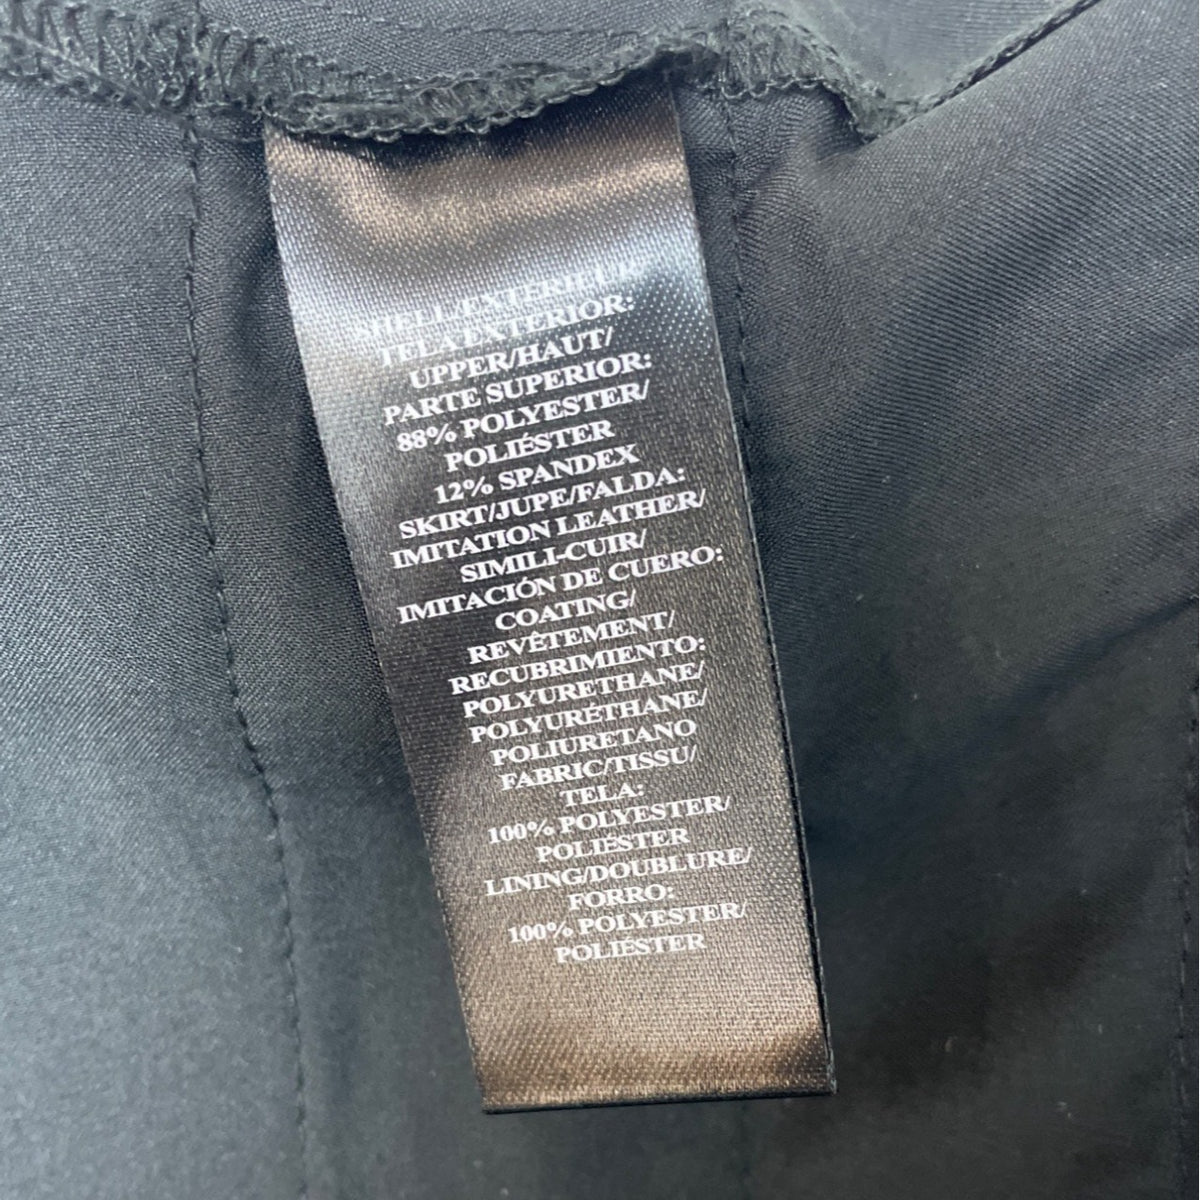 SHELL/EXTÉRIEUR/
TELA EXTERIOR:
UPPER/HAUT/
PARTE SUPERIOR:
88% POLYESTER/
POLIÉSTER
12% SPANDEX
SKIRT/JUPE/FALDA:
IMITATION LEATHER/
SIMILI-CUIR/
IMITACIÓN DE CUERO:
COATING/
REVÊTEMENT/
RECUBRIMIENTO:
POLYURETHANE/
POLYURÉTHANE/
POLIURETANO
FABRIC/TISSU/
TELA:
100% POLYESTER/
POLIÉSTER
LINING/DOUBLURE/
FORRO:
100% POLYESTER/
POLIÉSTER